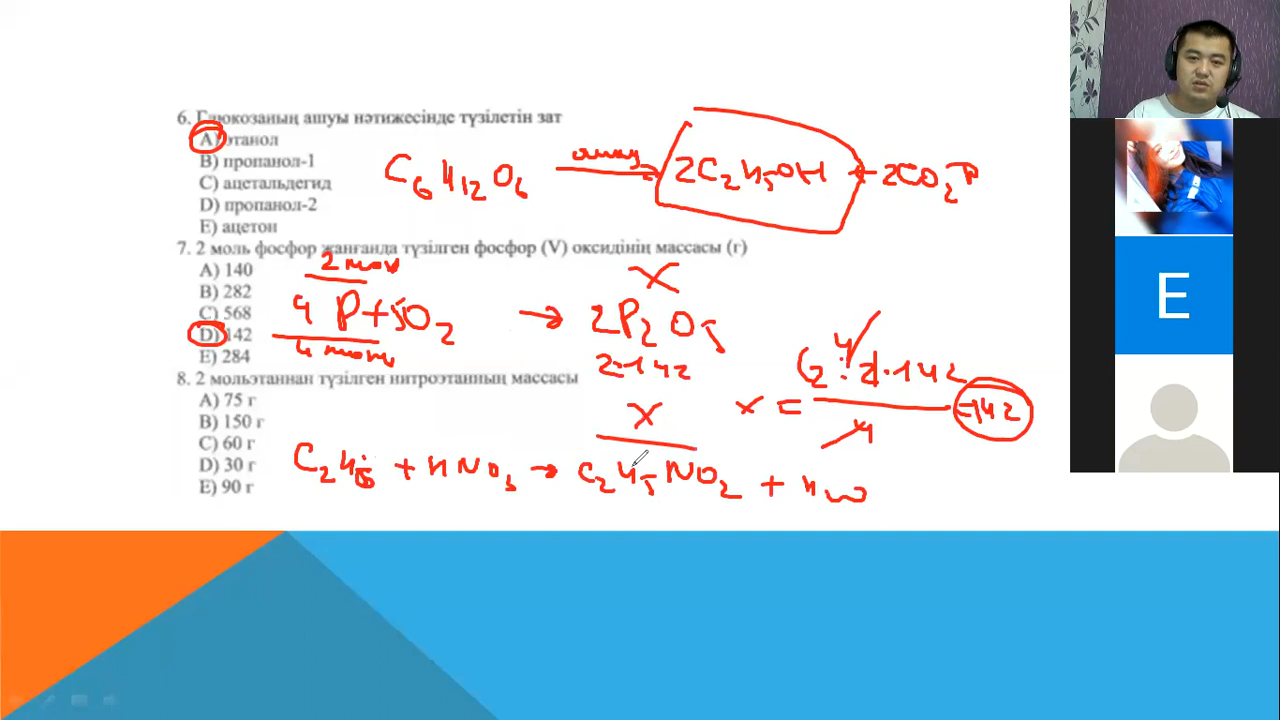 6. Глюкозаның ашуы нәтижесінде түзілетін зат
A) этанол
B) пропанол-1
C) ацетальдегид
D) пропанол-2
E) ацетон
C6H12O6 ашыту → 2C2H5OH + 2CO2↑
7. 2 моль фосфор жанғанда түзілген фосфор (V) оксидінің массасы (г)
A) 140
B) 282
C) 568
D) 142
E) 284
2 моль x
4P+5O2 → 2P2O5
4 моль 2·142
x = 2·2·142 / 4 =142
8. 2 мольэтаннан түзілген нитроэтанның массасы
A) 75 г
B) 150 г
C) 60 г
D) 30 г
E) 90 г
x
C2H6 + HNO3 → C2H5NO2 + H2O
E